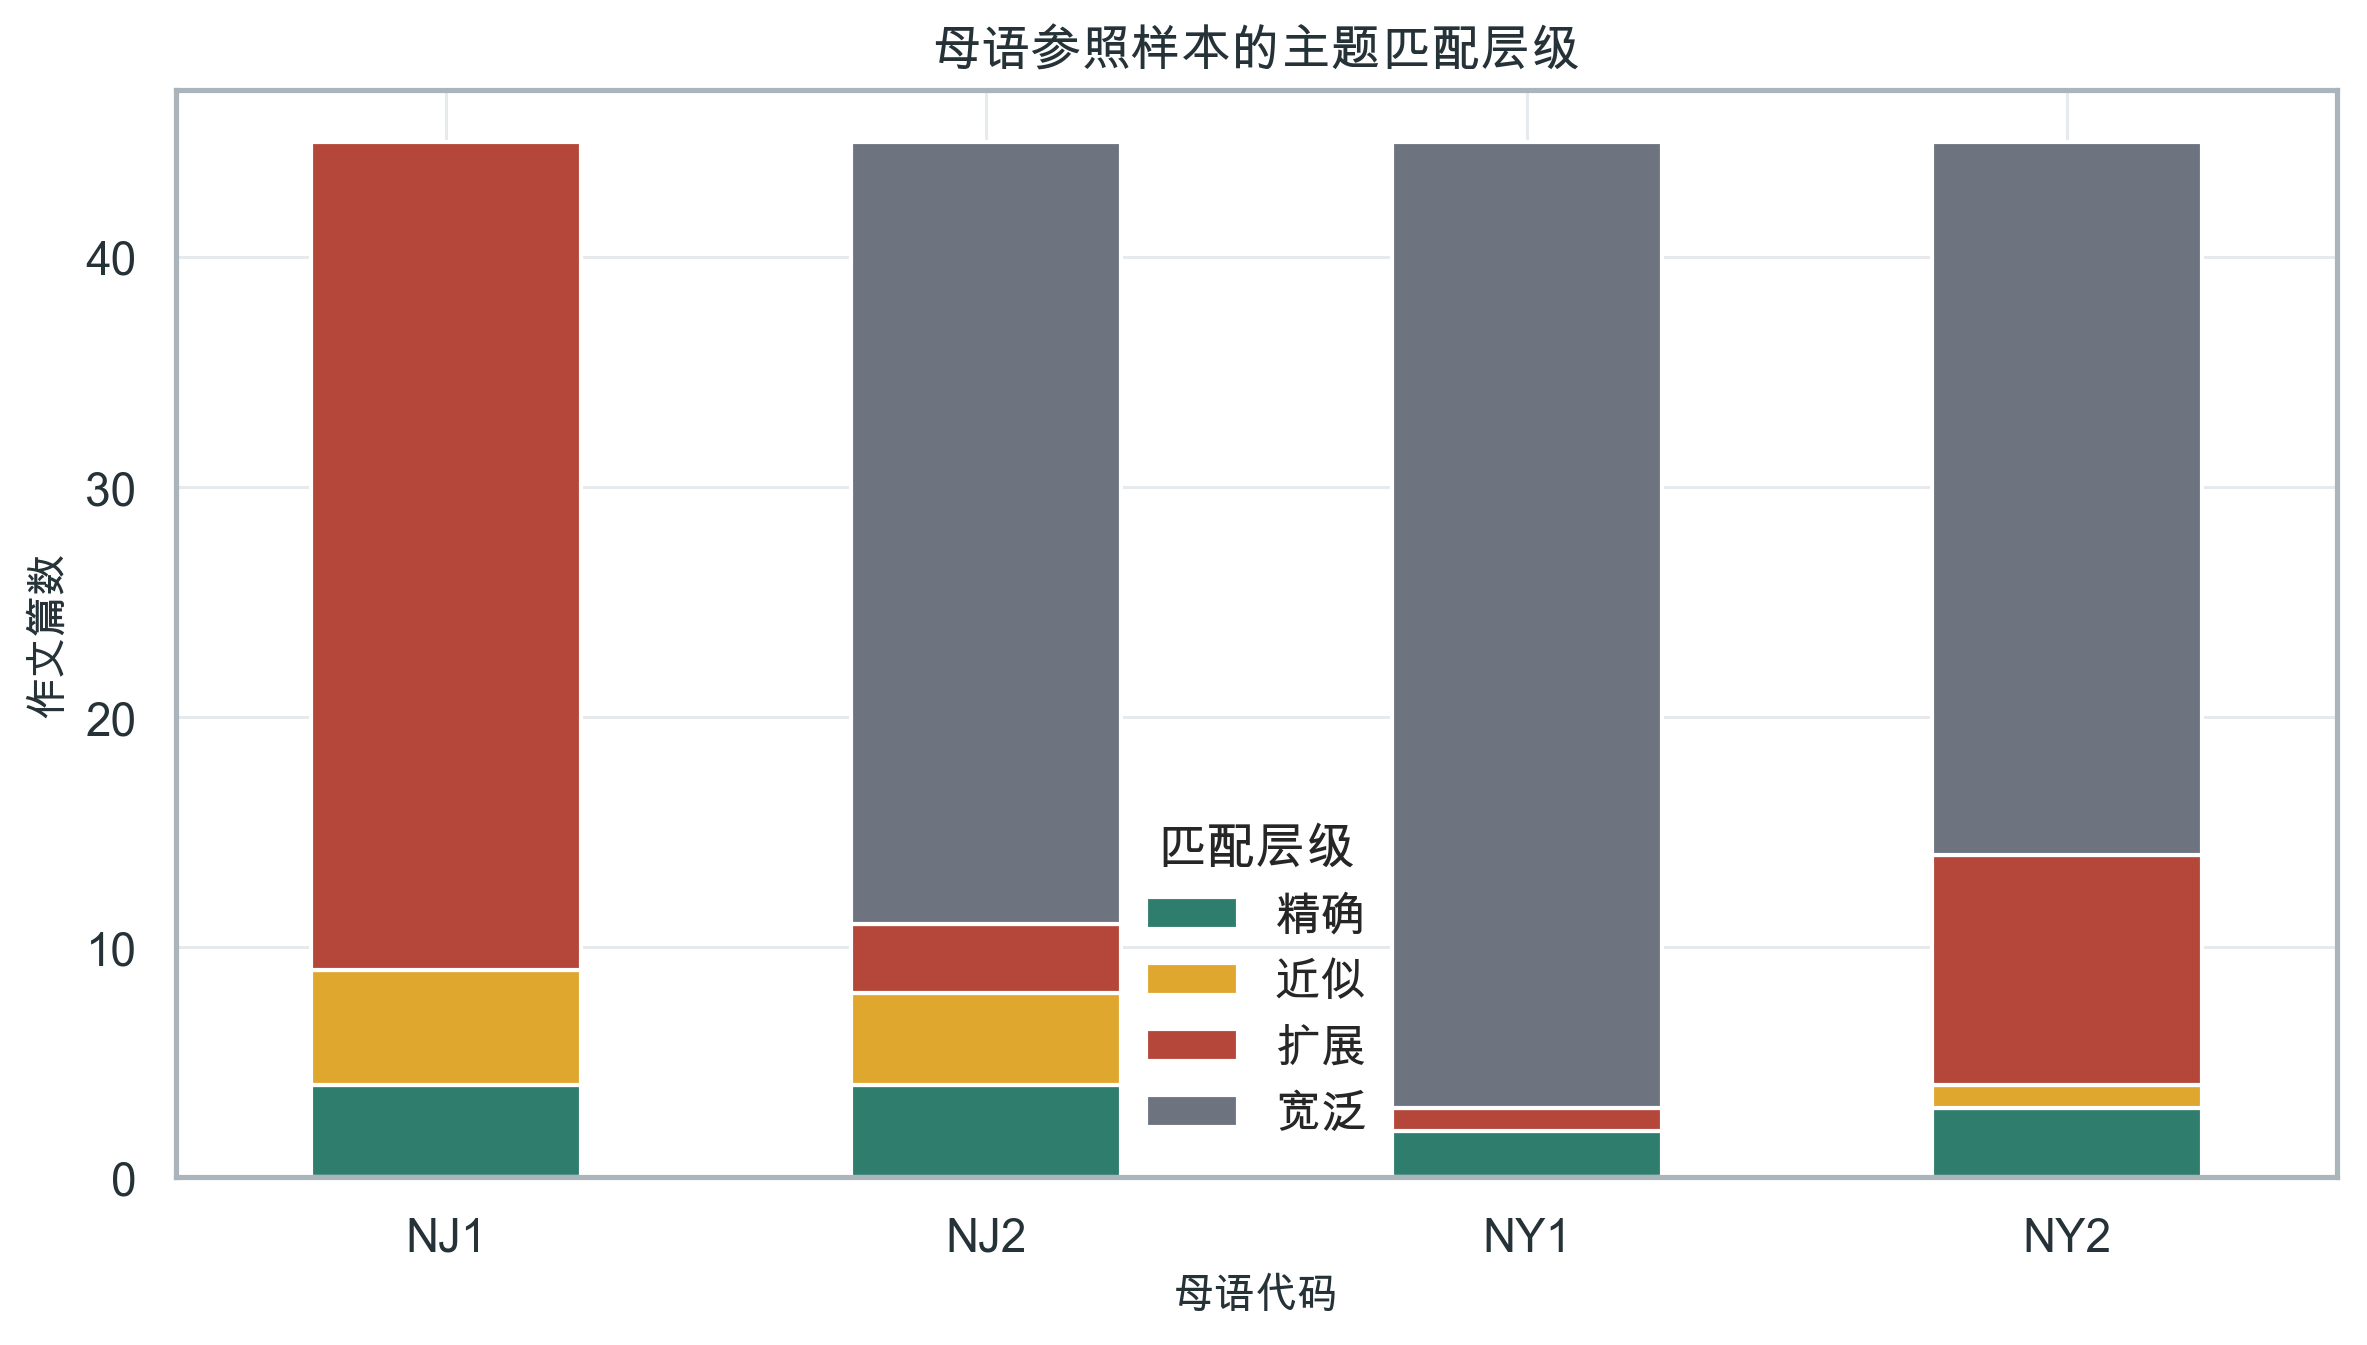 母语参照样本的主题匹配层级
作文篇数
40
30
20
10
0
匹配层级
精确
近似
扩展
宽泛
NJ1 NJ2 NY1 NY2
母语代码